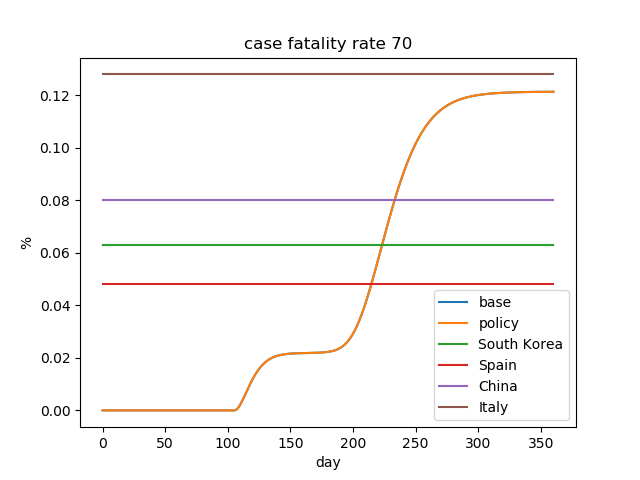 case fatality rate 70
%
0.12
0.10
0.08
0.06
0.04
0.02
0.00
base
policy
South Korea
Spain
China
Italy
0 50 100 150 200 250 300 350
day